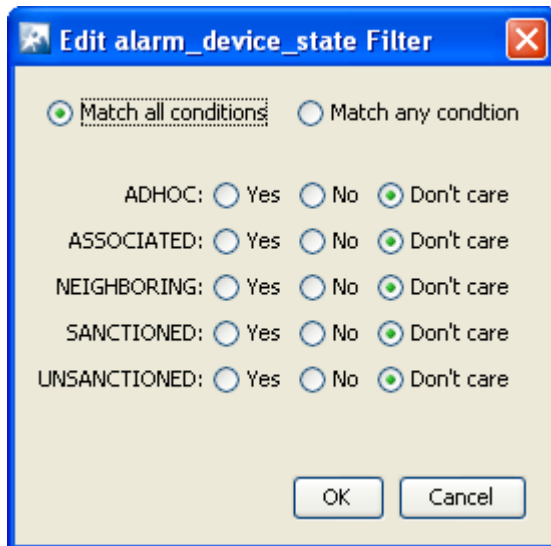 Edit alarm_device_state Filter
Match all conditions Match any condtion
ADHOC: Yes No Don't care
ASSOCIATED: Yes No Don't care
NEIGHBORING: Yes No Don't care
SANCTIONED: Yes No Don't care
UNSANCTIONED: Yes No Don't care
OK Cancel